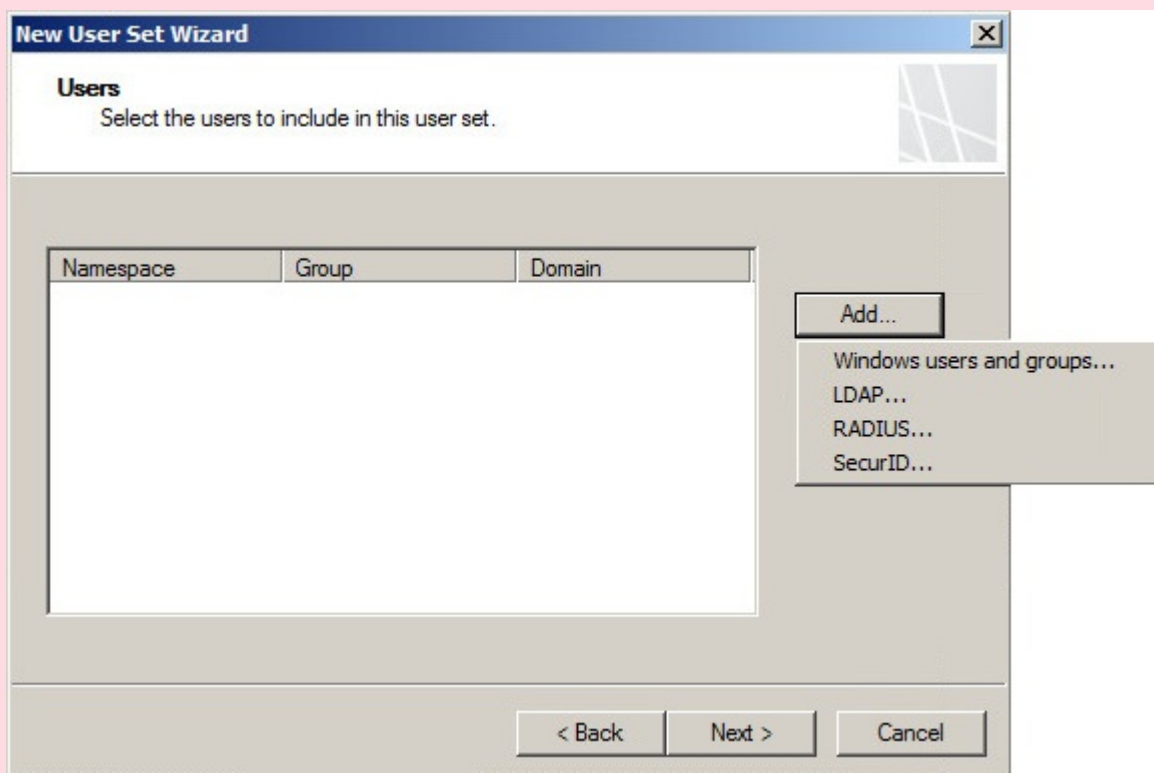 New User Set Wizard
Users
Select the users to include in this user set.
Namespace Group Domain
Add...
Windows users and groups...
LDAP...
RADIUS...
SecurID...
< Back Next > Cancel